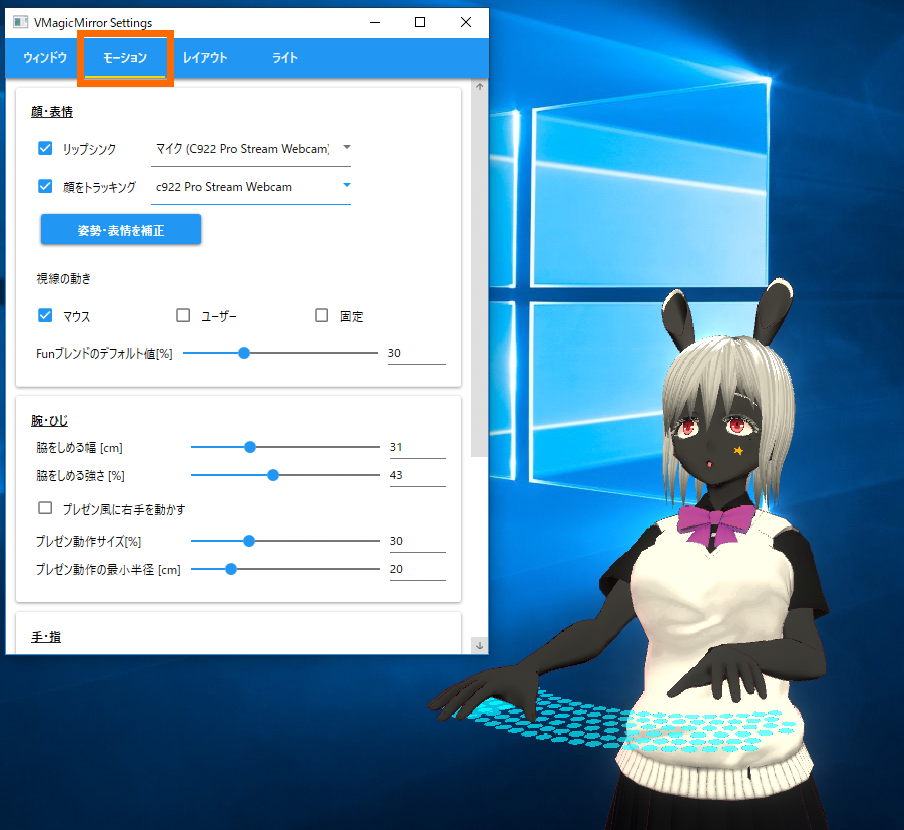 VMagicMirror Settings
ウィンドウ モーション レイアウト ライト
顔・表情
リップシンク マイク (C922 Pro Stream Webcam)
顔をトラッキング c922 Pro Stream Webcam
姿勢・表情を補正
視線の動き
マウス ユーザー 固定
Funブレンドのデフォルト値[%] 30
腕・ひじ
脇をしめる幅 [cm] 31
脇をしめる強さ [%] 43
プレゼン風に右手を動かす
プレゼン動作サイズ[%] 30
プレゼン動作の最小半径 [cm] 20
手・指